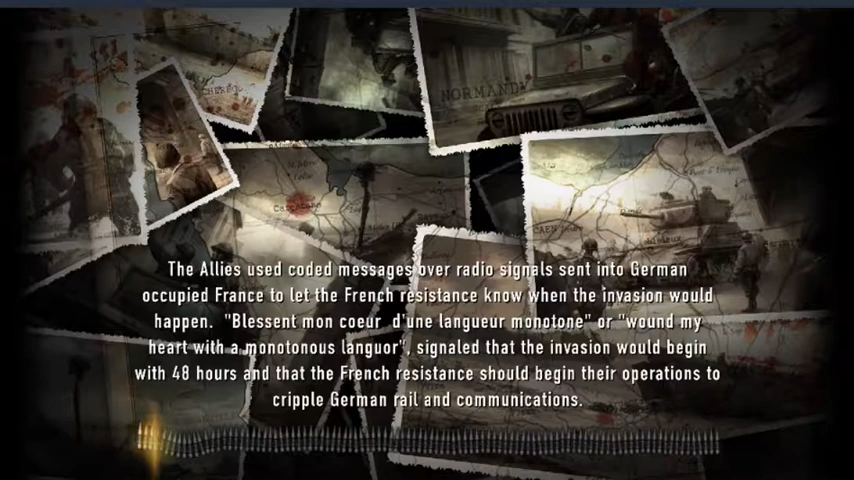 CHERBOU
NORMAND
CAEN
The Allies used coded messages over radio signals sent into German
occupied France to let the French resistance know when the invasion would
happen. "Blessent mon coeur d'une langueur monotone" or "wound my
heart with a monotonous languor", signaled that the invasion would begin
with 48 hours and that the French resistance should begin their operations to
cripple German rail and communications.